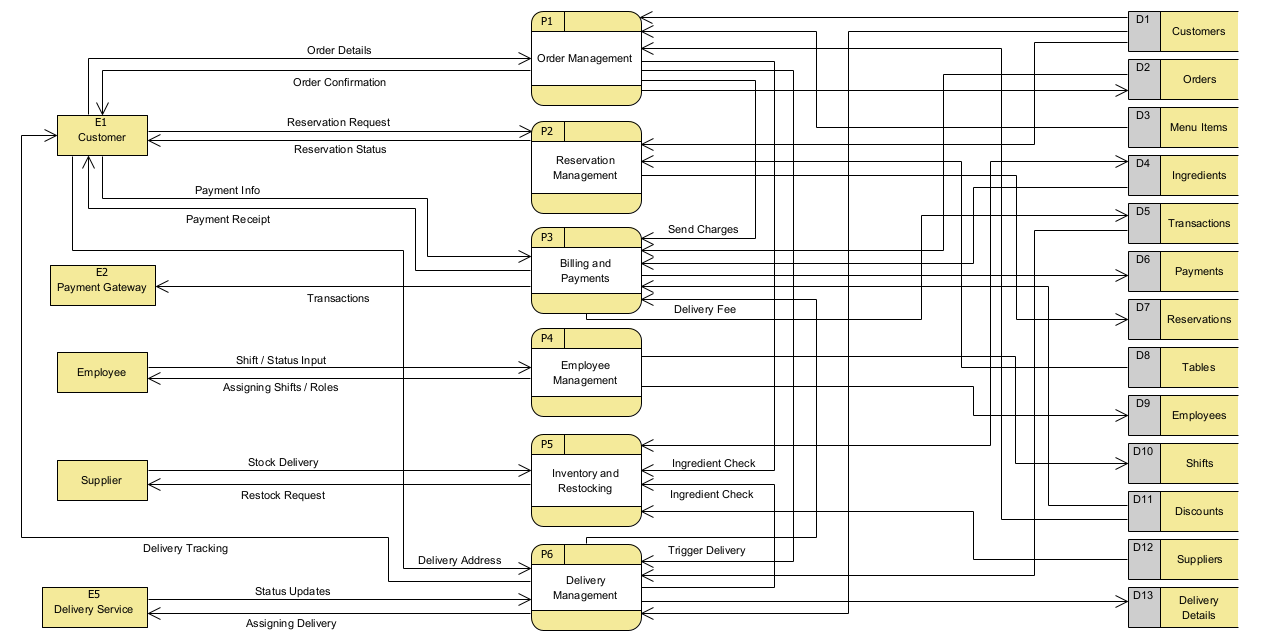 P1
Order Management
Order Details
Order Confirmation
E1
Customer
Reservation Request
Reservation Status
P2
Reservation
Management
Payment Info
Payment Receipt
Send Charges
P3
Billing and
Payments
E2
Payment Gateway
Transactions
Delivery Fee
P4
Employee
Management
Employee
Shift / Status Input
Assigning Shifts / Roles
P5
Inventory and
Restocking
Supplier
Stock Delivery
Restock Request
Ingredient Check
Ingredient Check
Delivery Tracking
Delivery Address
Trigger Delivery
P6
Delivery
Management
E5
Delivery Service
Status Updates
Assigning Delivery
D1
Customers
D2
Orders
D3
Menu Items
D4
Ingredients
D5
Transactions
D6
Payments
D7
Reservations
D8
Tables
D9
Employees
D10
Shifts
D11
Discounts
D12
Suppliers
D13
Delivery
Details